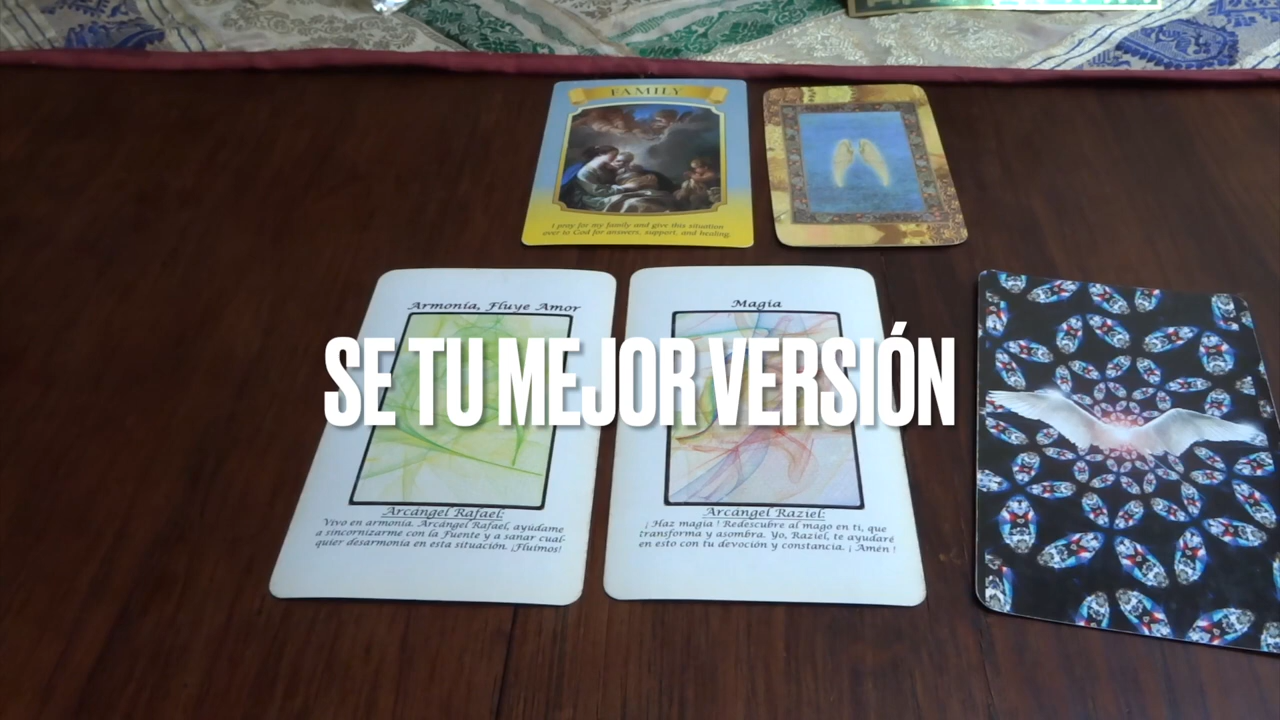 FAMILY
I pray for my family and give this situation
over to God for answers, support, and healing.
Armonía, Fluye Amor
Magia
SE TU MEJOR VERSIÓN
Arcángel Rafael:
Vivo en armonía. Arcángel Rafael, ayúdame
a sincornizarme con la Fuente y a sanar cual-
quier desarmonía en esta situación. ¡Fluimos!
Arcángel Raziel:
¡Haz magia! Redescubre al mago en ti, que
transforma y asombra. Yo, Raziel, te ayudaré
en esto con tu devoción y constancia. ¡Amén!